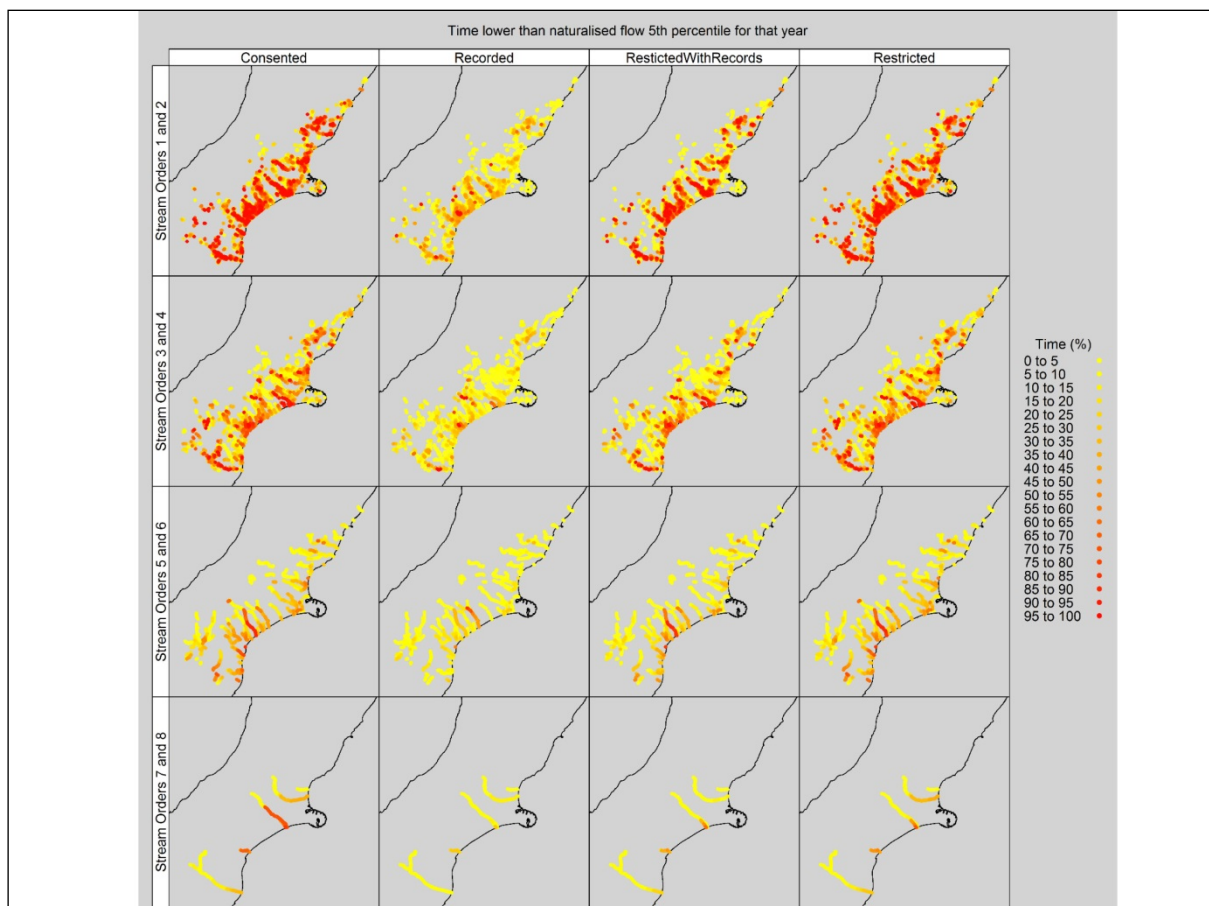 Time lower than naturalised flow 5th percentile for that year
Consented
Recorded
RestictedWithRecords
Restricted
Stream Orders 1 and 2
Stream Orders 3 and 4
Stream Orders 5 and 6
Stream Orders 7 and 8
Time (%)
0 to 5
5 to 10
10 to 15
15 to 20
20 to 25
25 to 30
30 to 35
35 to 40
40 to 45
45 to 50
50 to 55
55 to 60
60 to 65
65 to 70
70 to 75
75 to 80
80 to 85
85 to 90
90 to 95
95 to 100